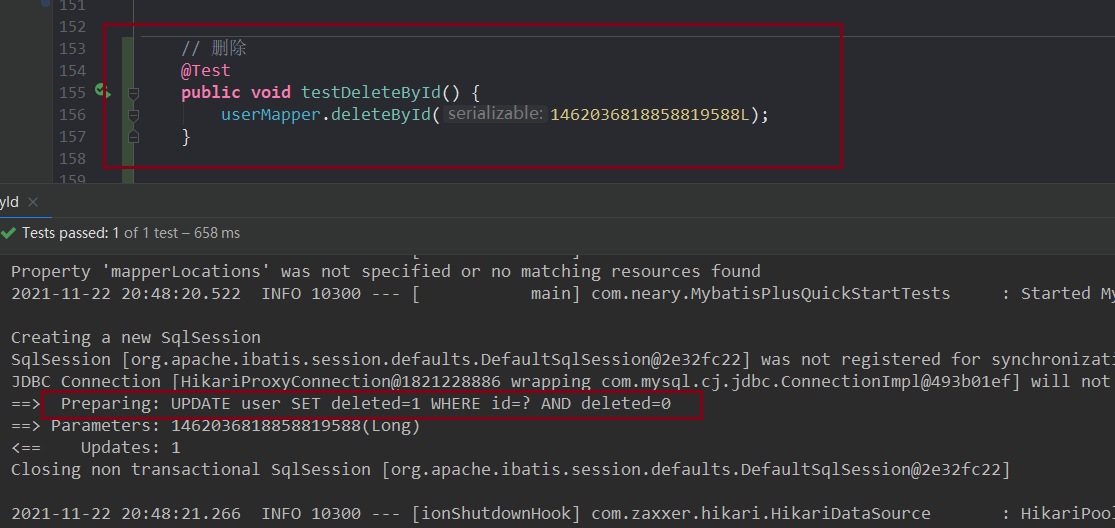 151
152
153 // 删除
154 @Test
155 public void testDeleteById() {
156 userMapper.deleteById( serializable: 1462036818858819588L);
157 }
158
159
yId ×
Tests passed: 1 of 1 test – 658 ms
Property 'mapperLocations' was not specified or no matching resources found
2021-11-22 20:48:20.522  INFO 10300 --- [           main] com.neary.MybatisPlusQuickStartTests     : Started My
Creating a new SqlSession
SqlSession [org.apache.ibatis.session.defaults.DefaultSqlSession@2e32fc22] was not registered for synchronizati
JDBC Connection [HikariProxyConnection@1821228886 wrapping com.mysql.cj.jdbc.ConnectionImpl@493b01ef] will not
==>  Preparing: UPDATE user SET deleted=1 WHERE id=? AND deleted=0
==> Parameters: 1462036818858819588(Long)
<==    Updates: 1
Closing non transactional SqlSession [org.apache.ibatis.session.defaults.DefaultSqlSession@2e32fc22]
2021-11-22 20:48:21.266  INFO 10300 --- [ionShutdownHook] com.zaxxer.hikari.HikariDataSource       : HikariPoo